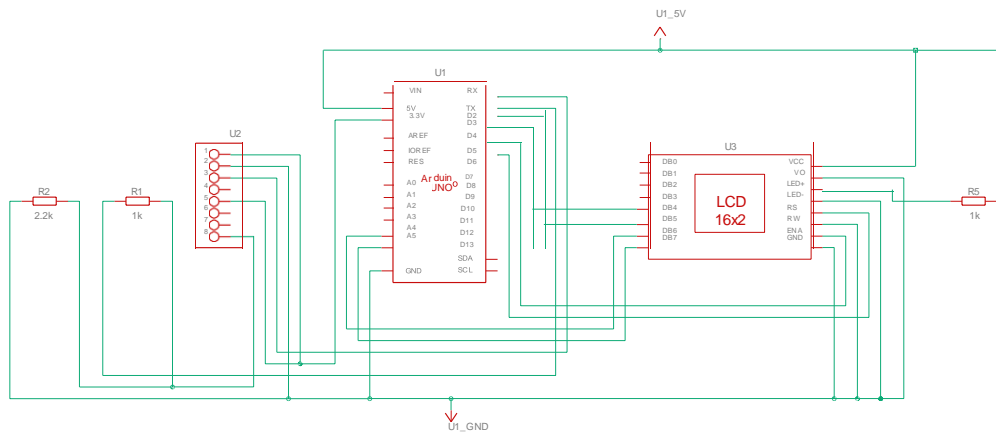 U1_5V
U1
VIN
RX
5V
TX
3.3V
D2
D3
AREF
D4
IOREF
D5
RES
D6
A0
D7
A1
D8
A2
D9
A3
D10
A4
D11
A5
D12
D13
GND
SDA
SCL
Arduin
JNO
U2
1
2
3
4
5
6
7
8
R2
2.2k
R1
1k
U3
DB0
DB1
DB2
DB3
DB4
DB5
DB6
DB7
LCD
16x2
VCC
VO
LED+
LED-
RS
RW
ENA
GND
R5
1k
U1_GND